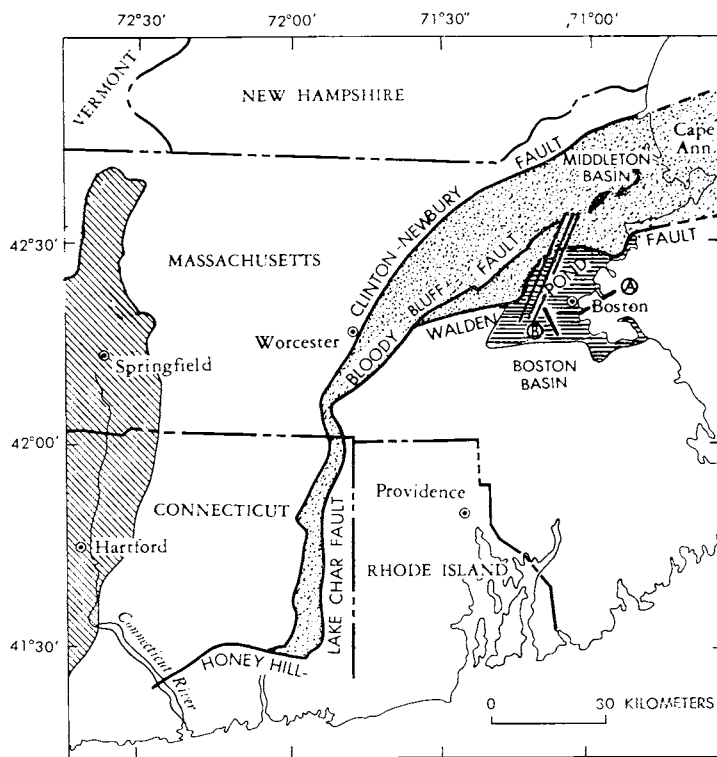 72°30'
72°00'
71°30'
71°00'
VERMONT
NEW HAMPSHIRE
Cape
Ann
MIDDLETON
BASIN
CLINTON-NEWBURY FAULT
42°30'
MASSACHUSETTS
BLOODY BLUFF FAULT
WALDEN POND FAULT
A
Boston
B
Worcester
Springfield
BOSTON
BASIN
42°00'
CONNECTICUT
Providence
Hartford
LAKE CHAR FAULT
RHODE ISLAND
41°30'
Connecticut
River
HONEY HILL-
0 30 KILOMETERS